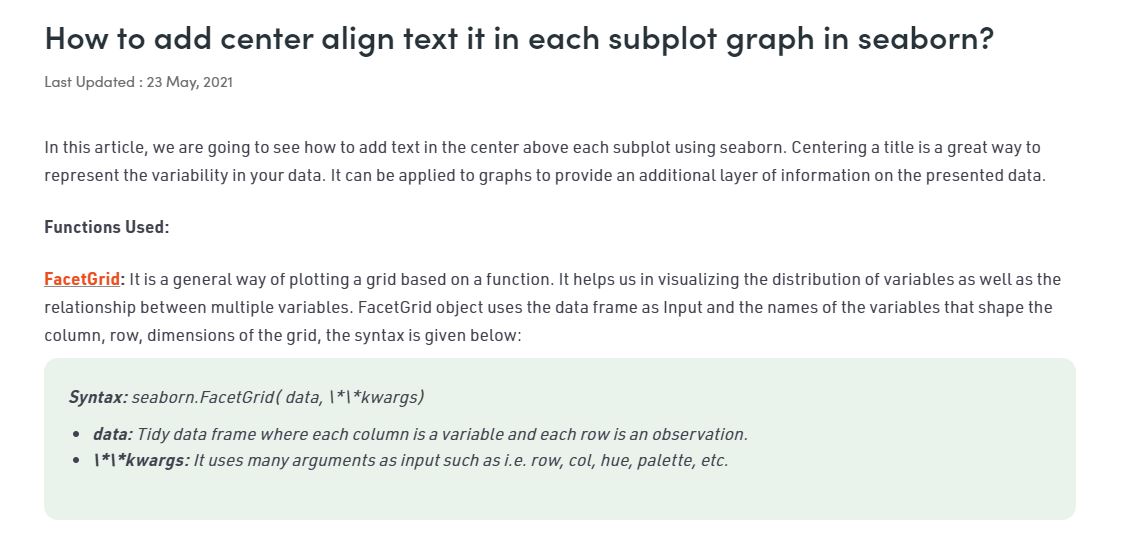 How to add center align text it in each subplot graph in seaborn?
Last Updated : 23 May, 2021
In this article, we are going to see how to add text in the center above each subplot using seaborn. Centering a title is a great way to
represent the variability in your data. It can be applied to graphs to provide an additional layer of information on the presented data.
Functions Used:
FacetGrid: It is a general way of plotting a grid based on a function. It helps us in visualizing the distribution of variables as well as the
relationship between multiple variables. FacetGrid object uses the data frame as Input and the names of the variables that shape the
column, row, dimensions of the grid, the syntax is given below:
Syntax: seaborn.FacetGrid( data, \*\*kwargs)
• data: Tidy data frame where each column is a variable and each row is an observation.
• \*\*kwargs: It uses many arguments as input such as i.e. row, col, hue, palette, etc.